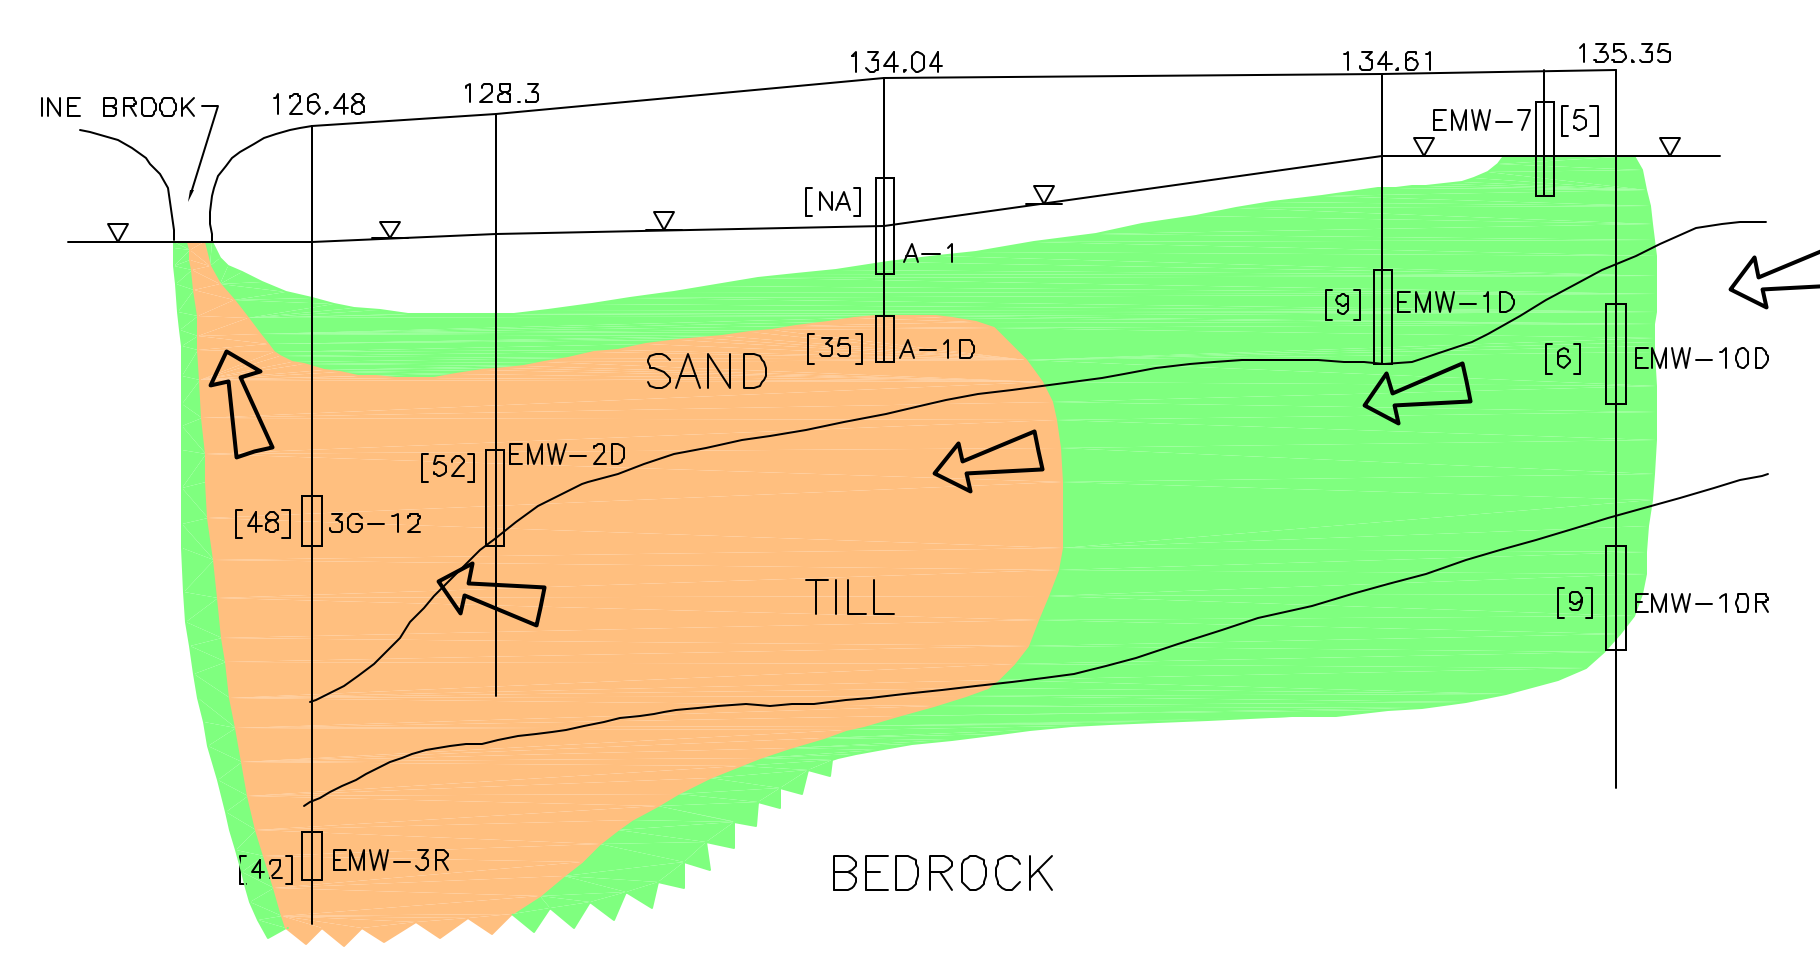 134.04
134.61
135.35
128.3
126.48
INE BROOK
EMW-7 [5]
[NA]
A-1
[9] EMW-1D
[35] A-1D
SAND
[6] EMW-10D
[52] EMW-2D
[48] 3G-12
TILL
[9] EMW-10R
[42] EMW-3R
BEDROCK